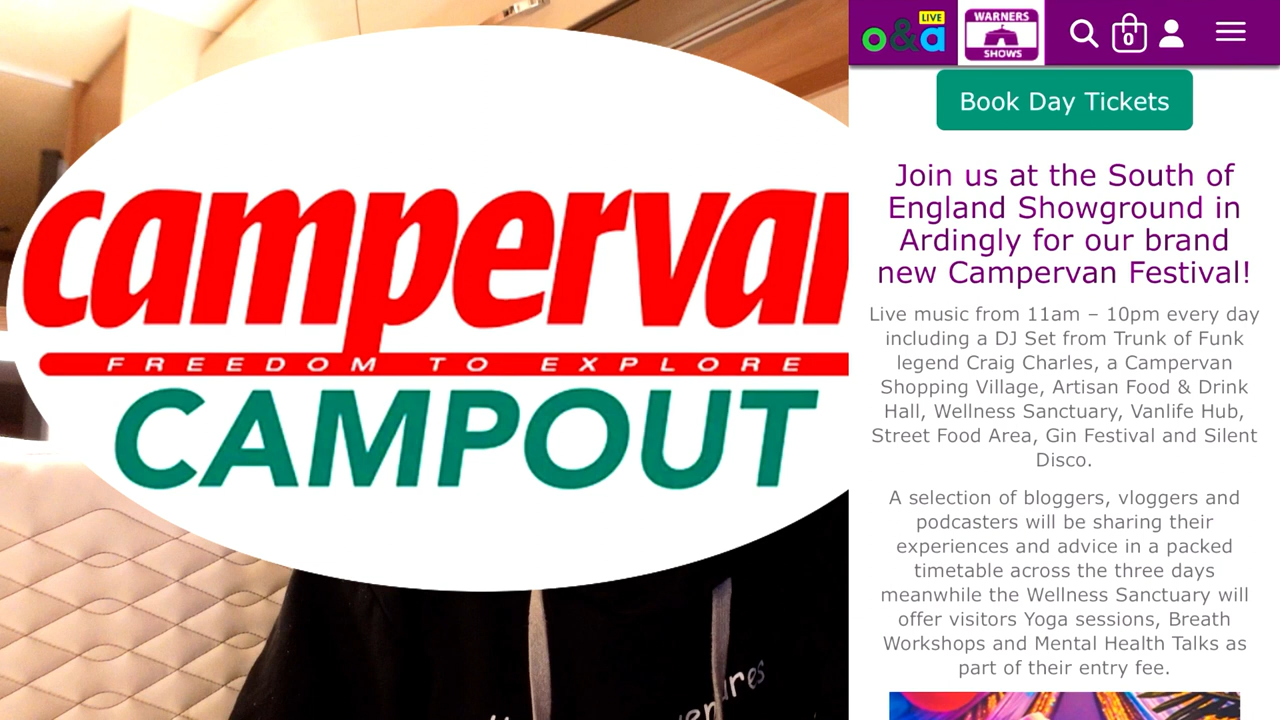 campervan
FREEDOM TO EXPLORE
CAMPOUT
o&a LIVE
WARNERS
SHOWS
0
Book Day Tickets
Join us at the South of
England Showground in
Ardingly for our brand
new Campervan Festival!
Live music from 11am – 10pm every day
including a DJ Set from Trunk of Funk
legend Craig Charles, a Campervan
Shopping Village, Artisan Food & Drink
Hall, Wellness Sanctuary, Vanlife Hub,
Street Food Area, Gin Festival and Silent
Disco.
A selection of bloggers, vloggers and
podcasters will be sharing their
experiences and advice in a packed
timetable across the three days
meanwhile the Wellness Sanctuary will
offer visitors Yoga sessions, Breath
Workshops and Mental Health Talks as
part of their entry fee.